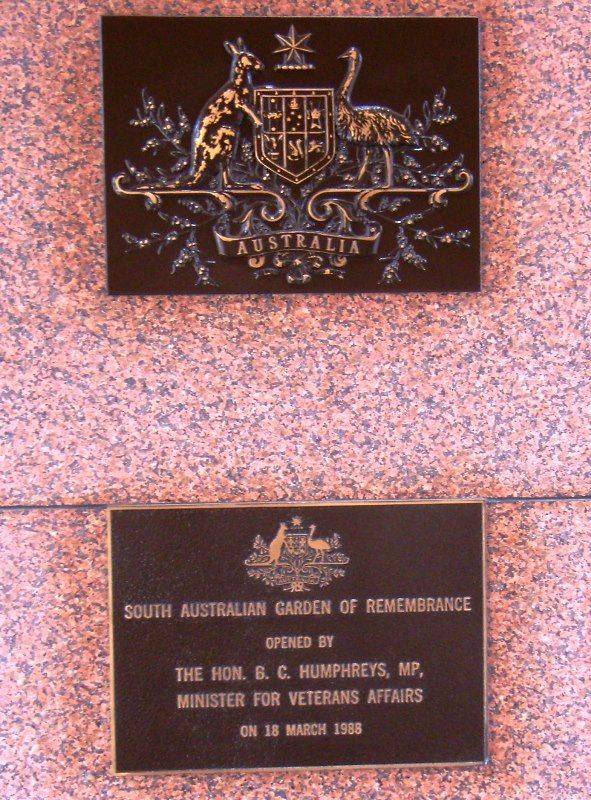 AUSTRALIA
SOUTH AUSTRALIAN GARDEN OF REMEMBRANCE
OPENED BY
THE HON. B. C. HUMPHREYS, MP,
MINISTER FOR VETERANS AFFAIRS
ON 18 MARCH 1988